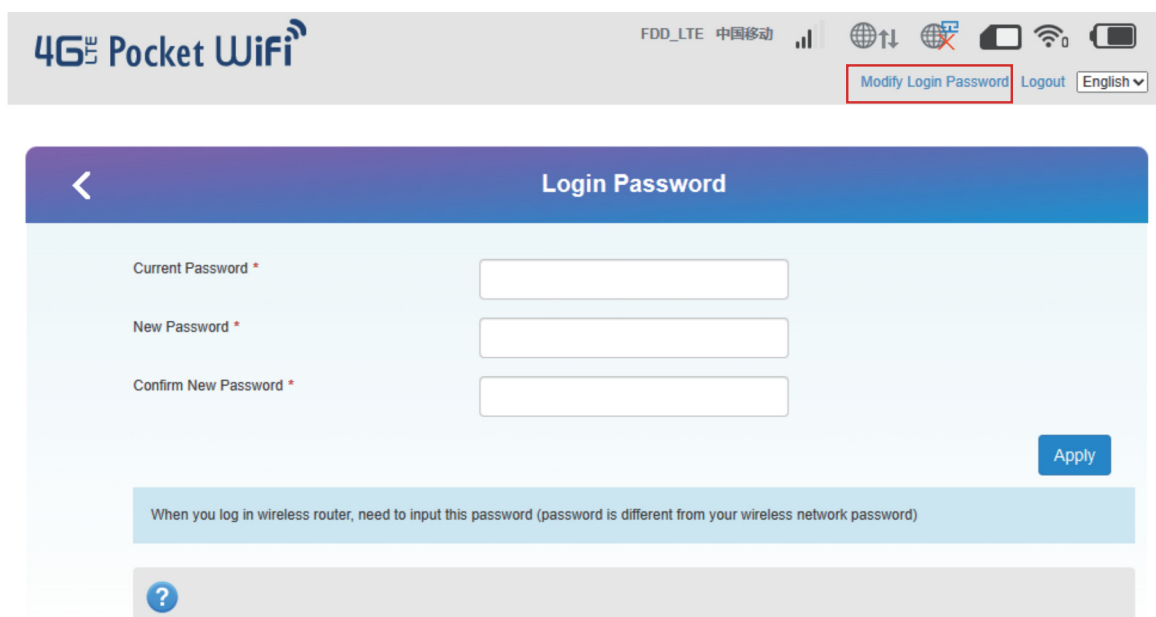 4G LTE Pocket WiFi
FDD_LTE 中国移动
0
Modify Login Password Logout English
Login Password
Current Password *
New Password *
Confirm New Password *
Apply
When you log in wireless router, need to input this password (password is different from your wireless network password)
?